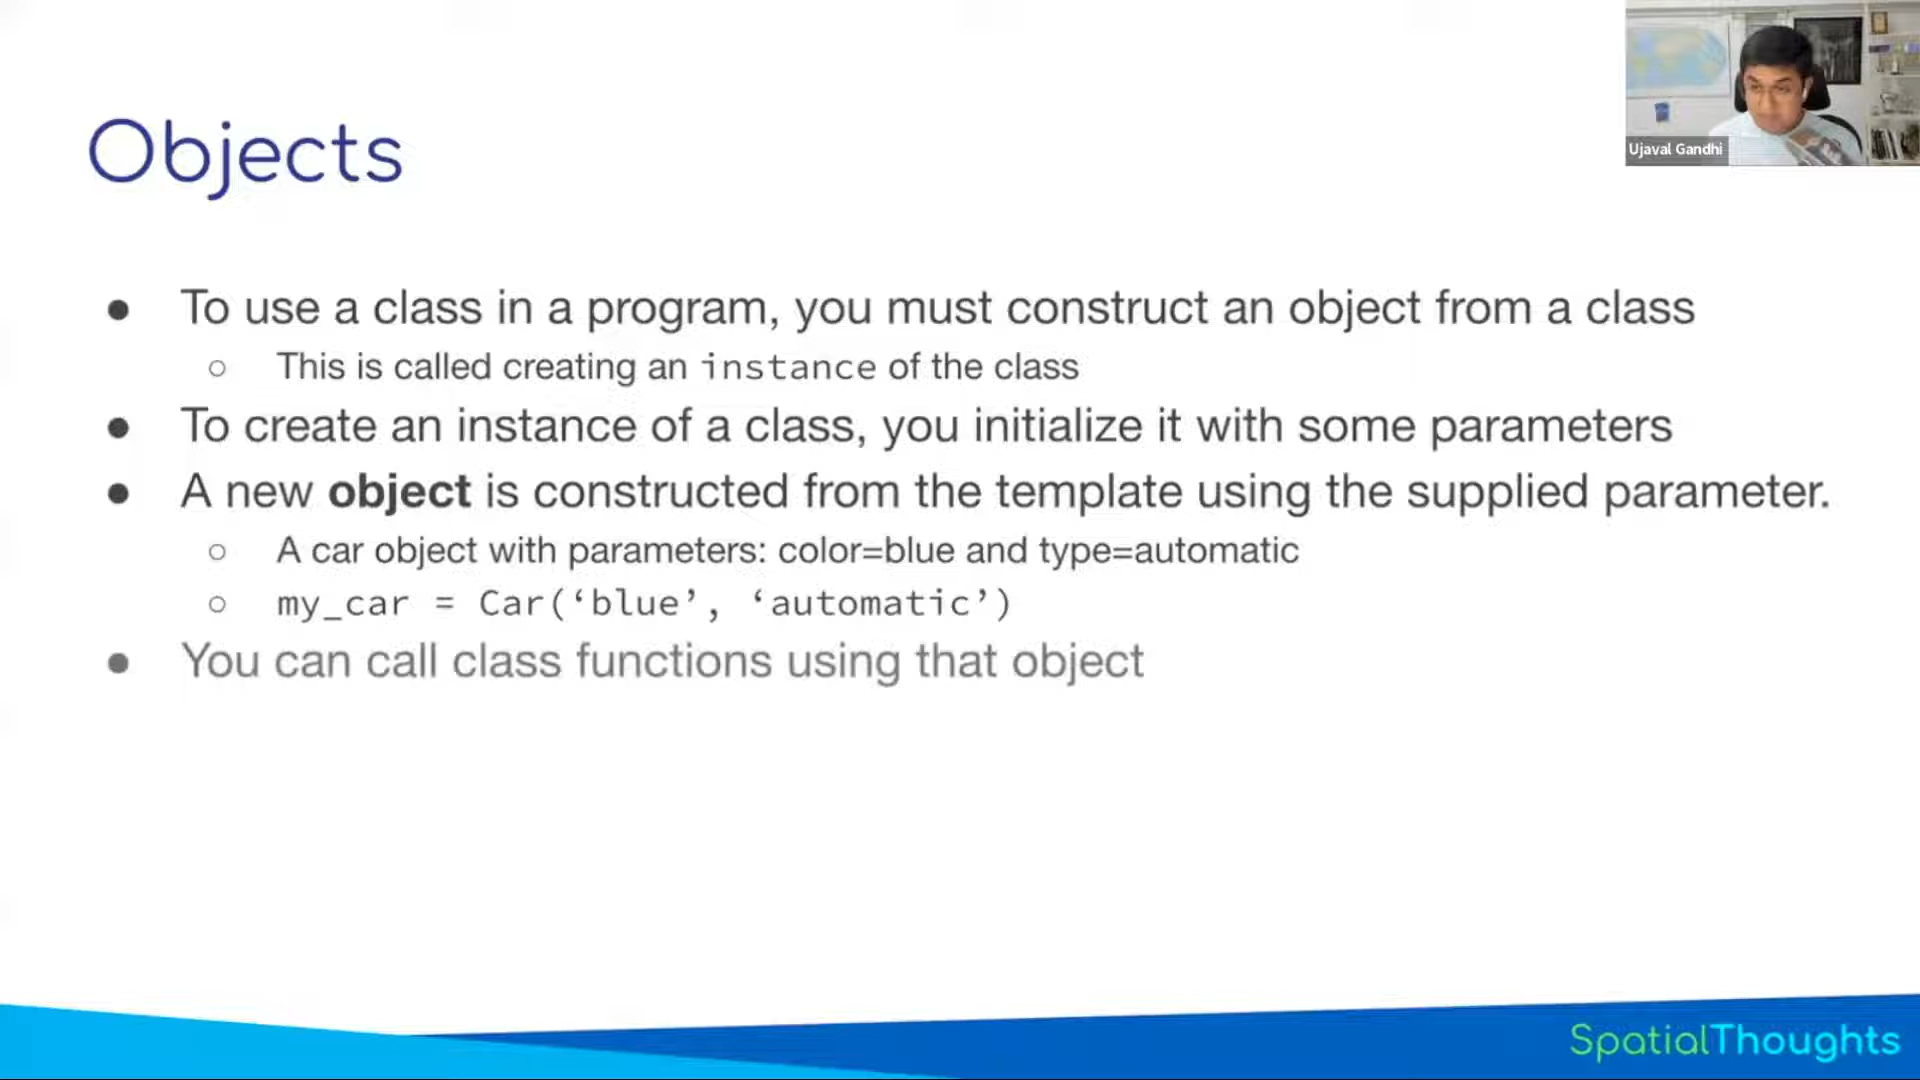 Objects
Ujaval Gandhi
● To use a class in a program, you must construct an object from a class
○ This is called creating an instance of the class
● To create an instance of a class, you initialize it with some parameters
● A new object is constructed from the template using the supplied parameter.
○ A car object with parameters: color=blue and type=automatic
○ my_car = Car(‘blue’, ‘automatic’)
● You can call class functions using that object
SpatialThoughts